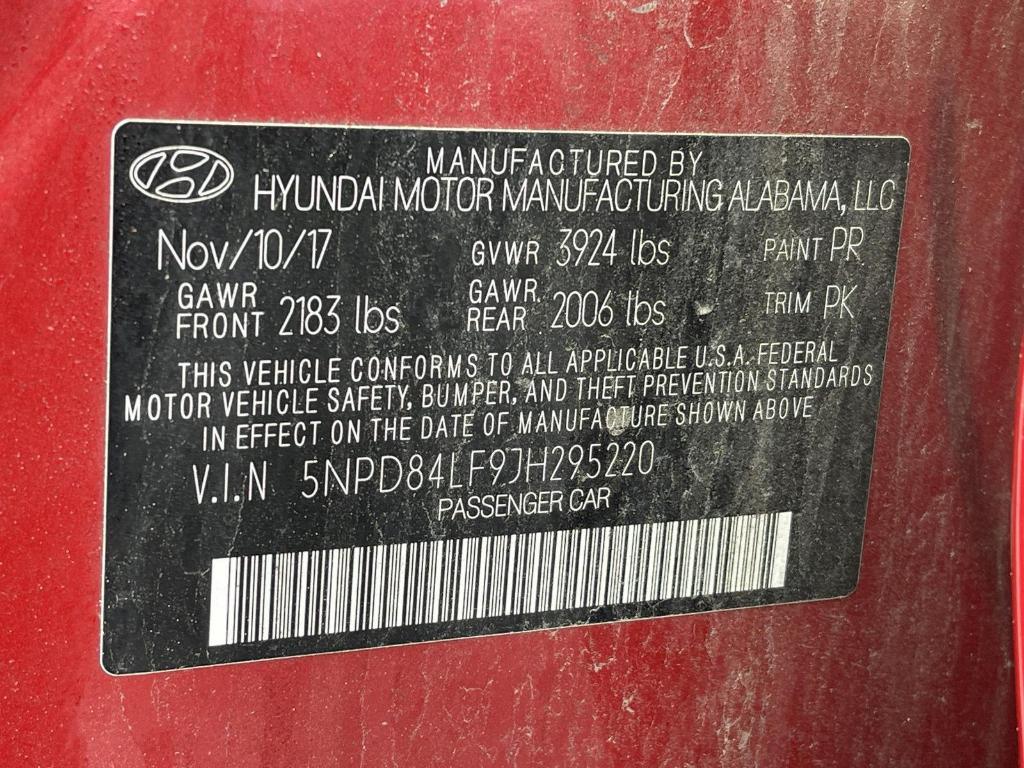 MANUFACTURED BY
HYUNDAI MOTOR MANUFACTURING ALABAMA, LLC
Nov/10/17 GVWR 3924 lbs PAINT PR
GAWR FRONT 2183 lbs GAWR REAR 2006 lbs TRIM PK
THIS VEHICLE CONFORMS TO ALL APPLICABLE U.S.A. FEDERAL
MOTOR VEHICLE SAFETY, BUMPER, AND THEFT PREVENTION STANDARDS
IN EFFECT ON THE DATE OF MANUFACTURE SHOWN ABOVE
V.I.N 5NPD84LF9JH295220
PASSENGER CAR